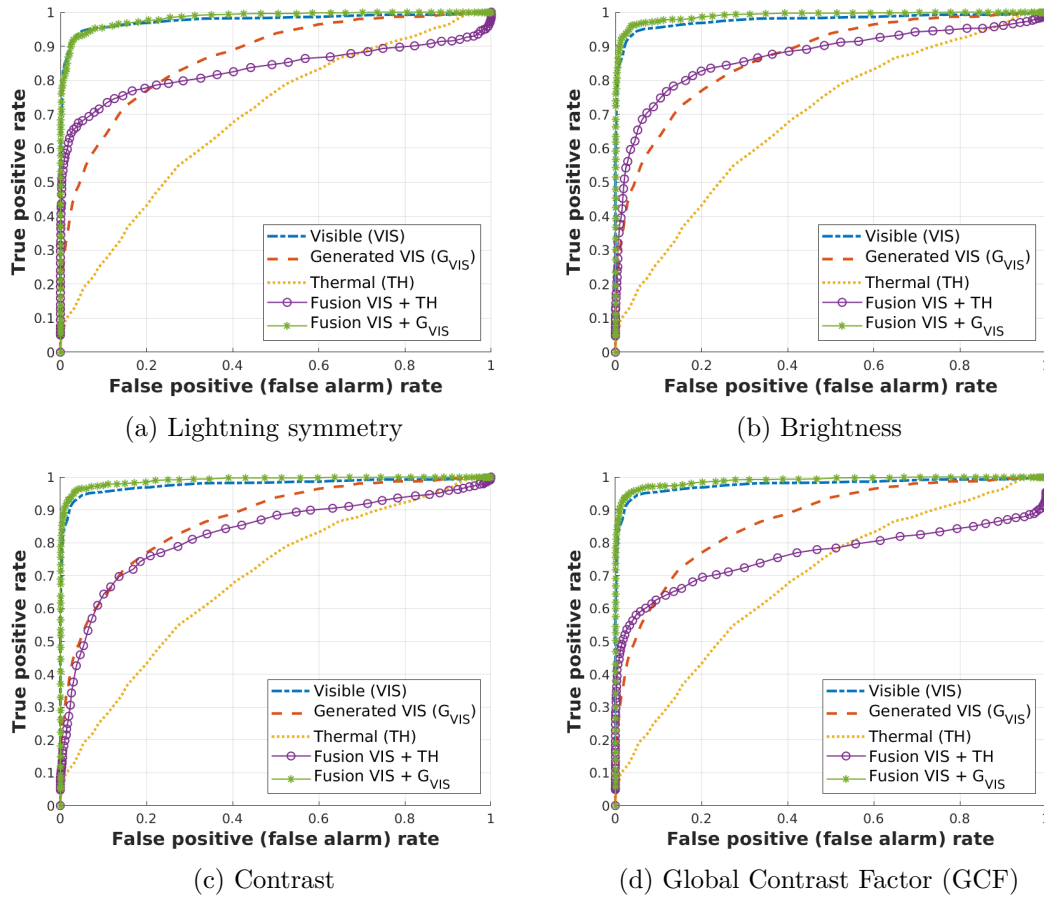 1
0.9
0.8
0.7
0.6
0.5
0.4
0.3
0.2
0.1
0
True positive rate
0 0.2 0.4 0.6 0.8 1
False positive (false alarm) rate
Visible (VIS)
Generated VIS (G_VIS)
Thermal (TH)
Fusion VIS + TH
Fusion VIS + G_VIS
(a) Lightning symmetry
1
0.9
0.8
0.7
0.6
0.5
0.4
0.3
0.2
0.1
0
True positive rate
0 0.2 0.4 0.6 0.8 1
False positive (false alarm) rate
Visible (VIS)
Generated VIS (G_VIS)
Thermal (TH)
Fusion VIS + TH
Fusion VIS + G_VIS
(b) Brightness
1
0.9
0.8
0.7
0.6
0.5
0.4
0.3
0.2
0.1
0
True positive rate
0 0.2 0.4 0.6 0.8 1
False positive (false alarm) rate
Visible (VIS)
Generated VIS (G_VIS)
Thermal (TH)
Fusion VIS + TH
Fusion VIS + G_VIS
(c) Contrast
1
0.9
0.8
0.7
0.6
0.5
0.4
0.3
0.2
0.1
0
True positive rate
0 0.2 0.4 0.6 0.8 1
False positive (false alarm) rate
Visible (VIS)
Generated VIS (G_VIS)
Thermal (TH)
Fusion VIS + TH
Fusion VIS + G_VIS
(d) Global Contrast Factor (GCF)